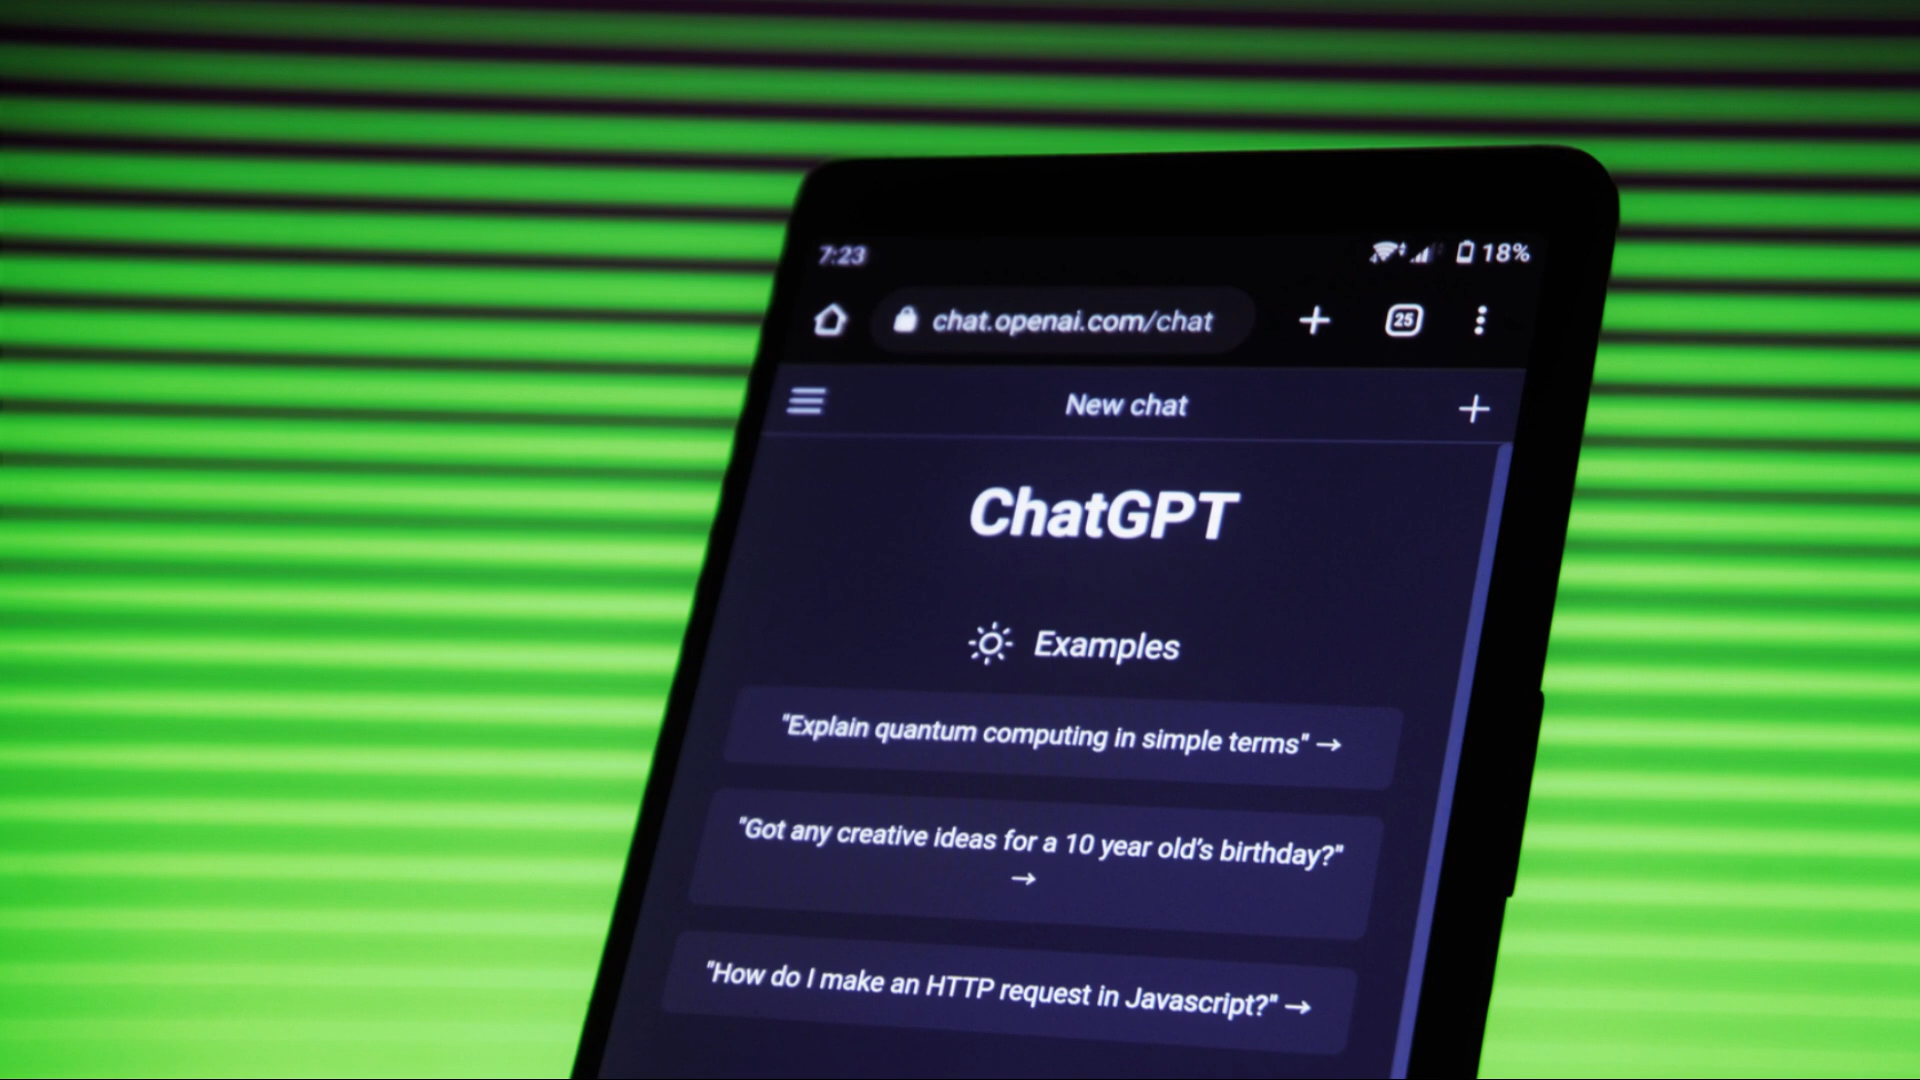 7:23
18%
chat.openai.com/chat
25
New chat
ChatGPT
Examples
"Explain quantum computing in simple terms" →
"Got any creative ideas for a 10 year old's birthday?"
→
"How do I make an HTTP request in Javascript?" →